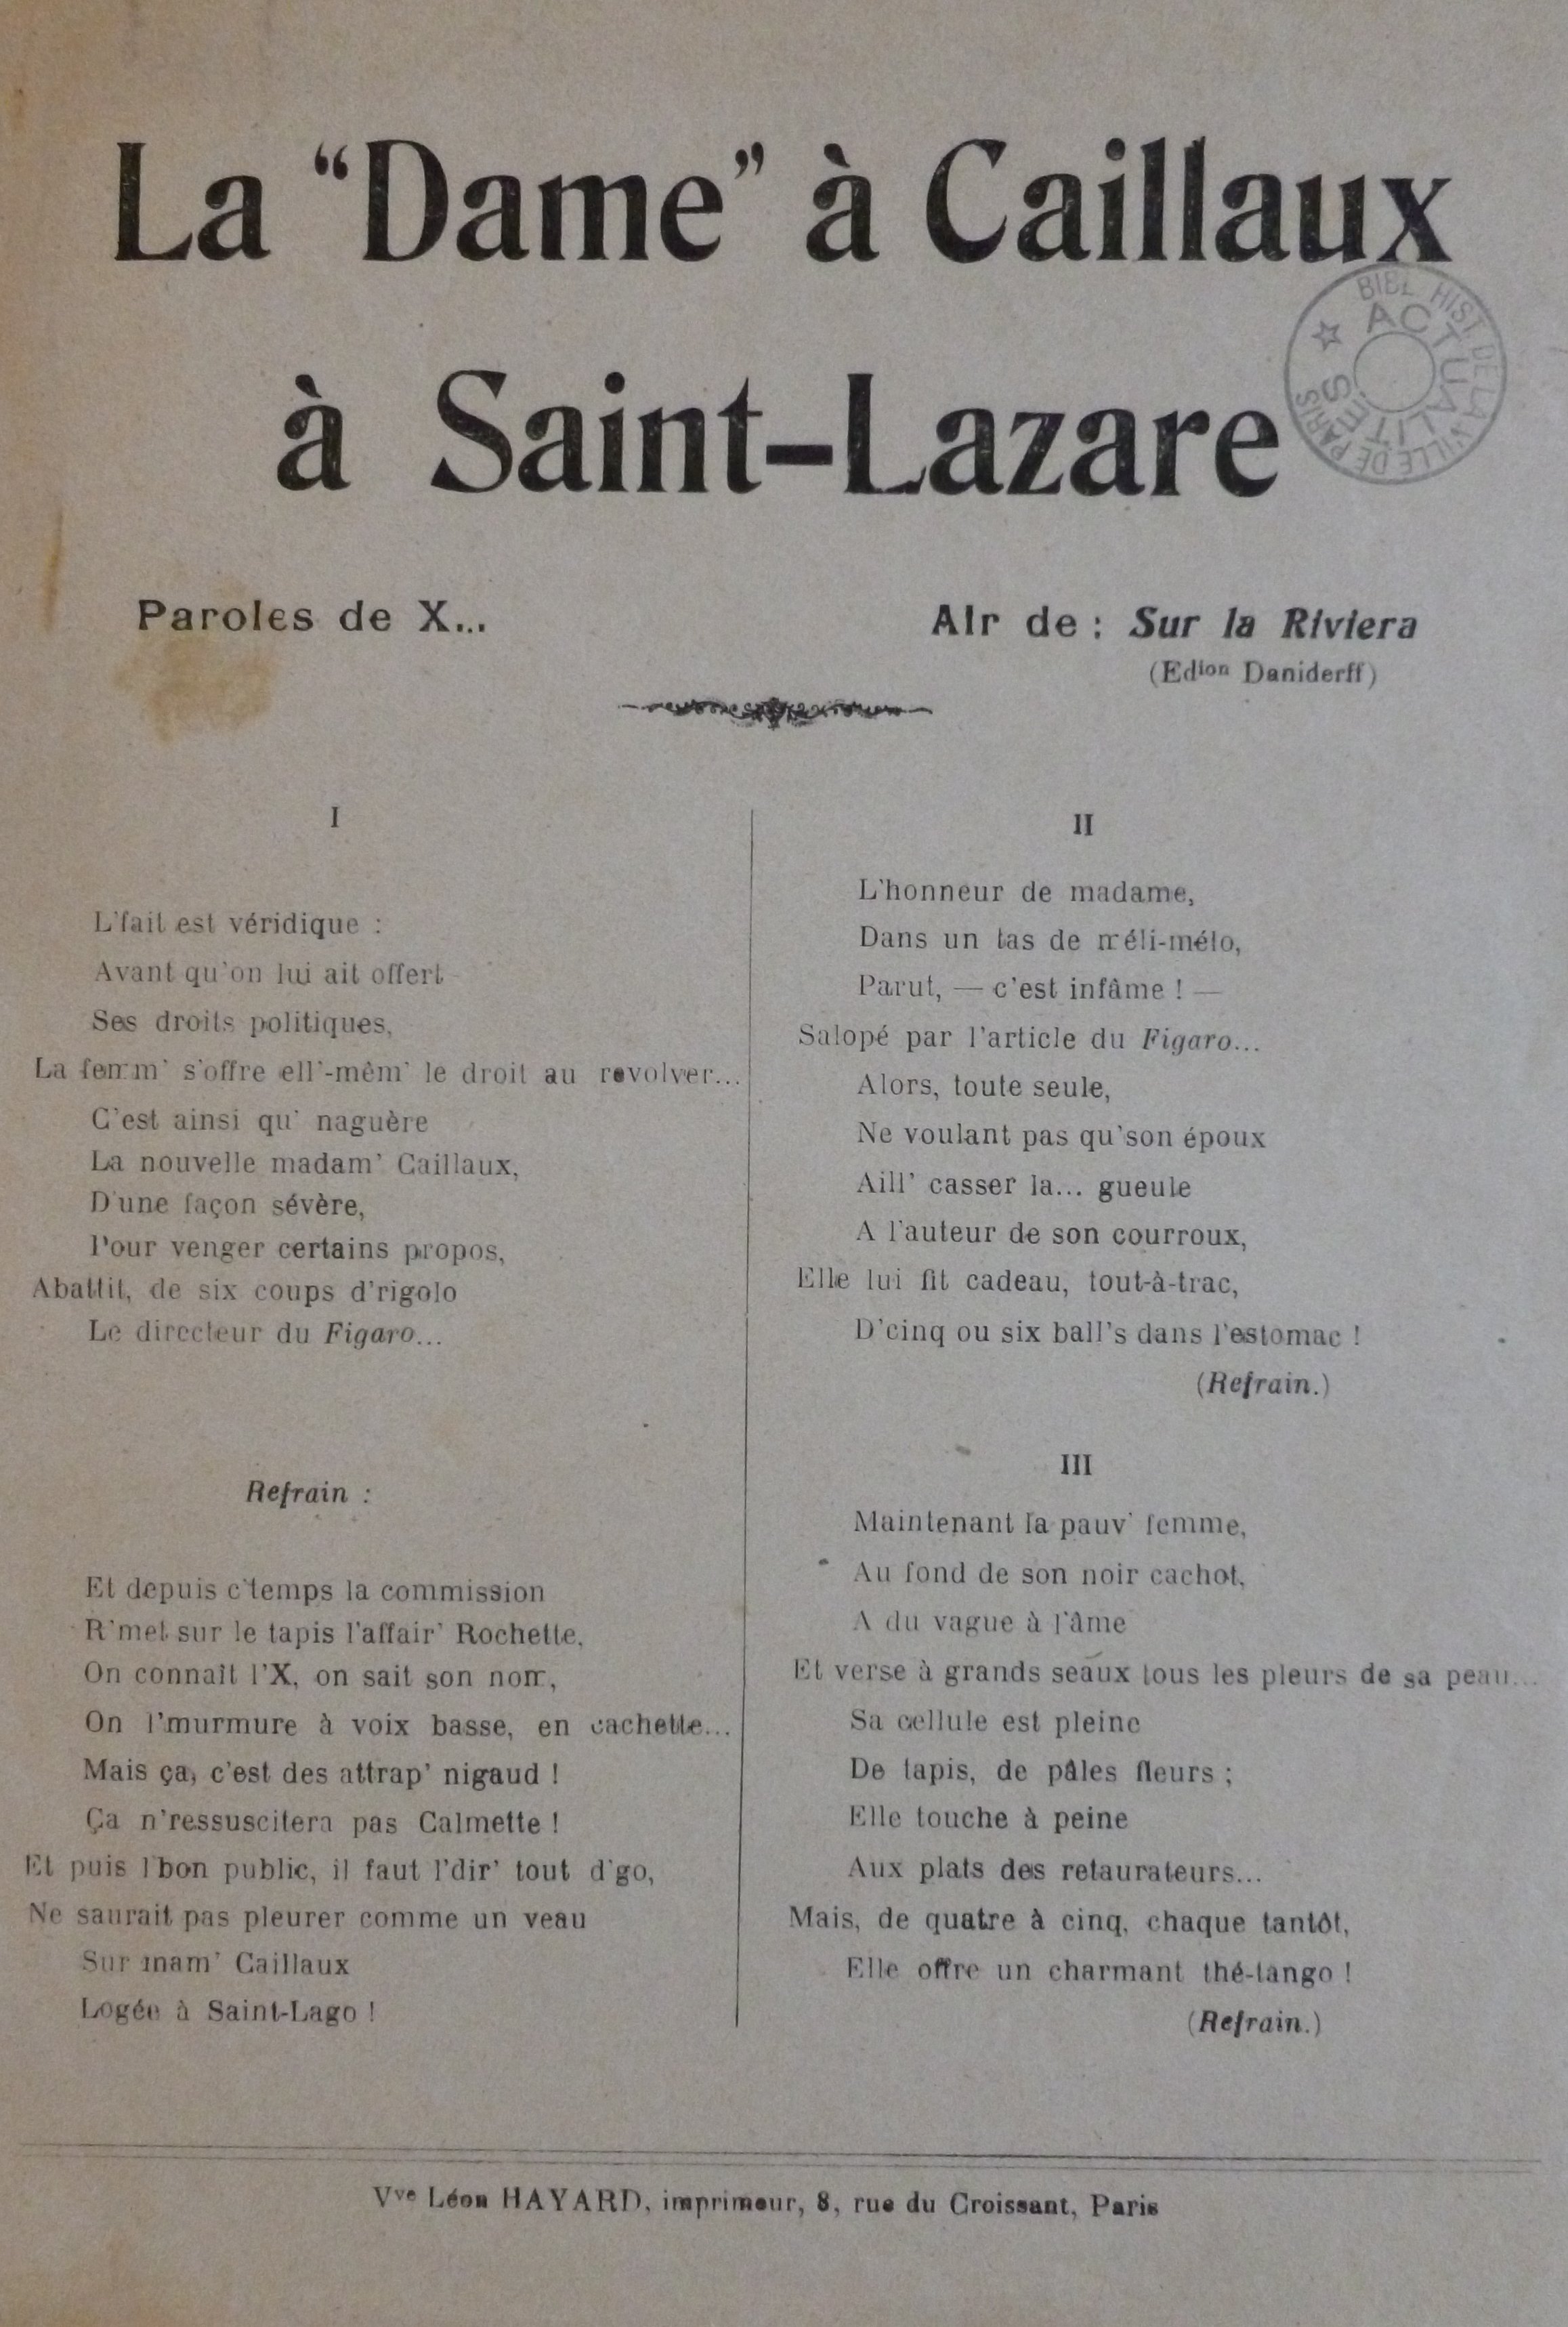 La “Dame” à Caillaux
à Saint-Lazare
BIBL HIST DE LA VILLE DE PARIS
ACTUALITÉS
Paroles de X...
Air de : Sur la Riviera
(Edion Daniderff)
I
L'fait est véridique :
Avant qu'on lui ait offert
Ses droits politiques,
La femm' s'offre ell'-mêm' le droit au revolver...
C'est ainsi qu' naguère
La nouvelle madam' Caillaux,
D'une façon sévère,
Pour venger certains propos,
Abattit, de six coups d'rigolo
Le directeur du Figaro...
Refrain :
Et depuis c'temps la commission
R'met sur le tapis l'affair' Rochette,
On connaît l'X, on sait son nom,
On l'murmure à voix basse, en cachette...
Mais ça, c'est des attrap' nigaud !
Ça n'ressuscitera pas Calmette !
Et puis l'bon public, il faut l'dir' tout d'go,
Ne saurait pas pleurer comme un veau
Sur mam' Caillaux
Logée à Saint-Lago !
II
L'honneur de madame,
Dans un tas de méli-mélo,
Parut, — c'est infâme ! —
Salopé par l'article du Figaro...
Alors, toute seule,
Ne voulant pas qu'son époux
Aill' casser la... gueule
A l'auteur de son courroux,
Elle lui fit cadeau, tout-à-trac,
D'cinq ou six ball's dans l'estomac !
(Refrain.)
III
Maintenant la pauv' femme,
Au fond de son noir cachot,
A du vague à l'âme
Et verse à grands seaux tous les pleurs de sa peau...
Sa cellule est pleine
De tapis, de pâles fleurs ;
Elle touche à peine
Aux plats des retaurateurs...
Mais, de quatre à cinq, chaque tantôt,
Elle offre un charmant thé-tango !
(Refrain.)
Vve Léon HAYARD, imprimeur, 8, rue du Croissant, Paris